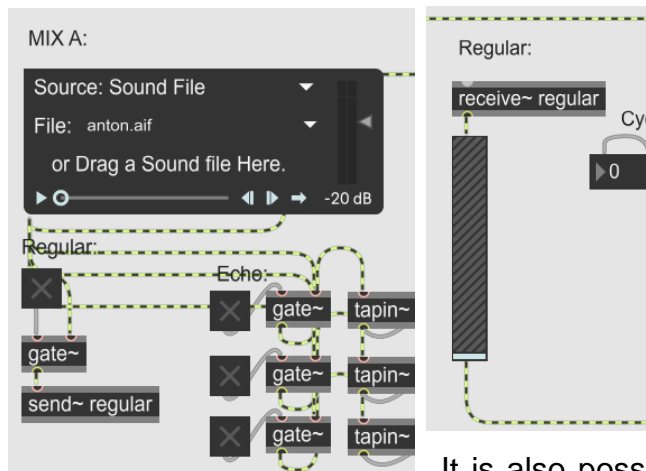 MIX A:
Source: Sound File
File: anton.aif
or Drag a Sound file Here.
-20 dB
Regular:
Echo:
gate~ tapin~
gate~
send~ regular
gate~ tapin~
gate~ tapin~
Regular:
receive~ regular
0
It is also poss